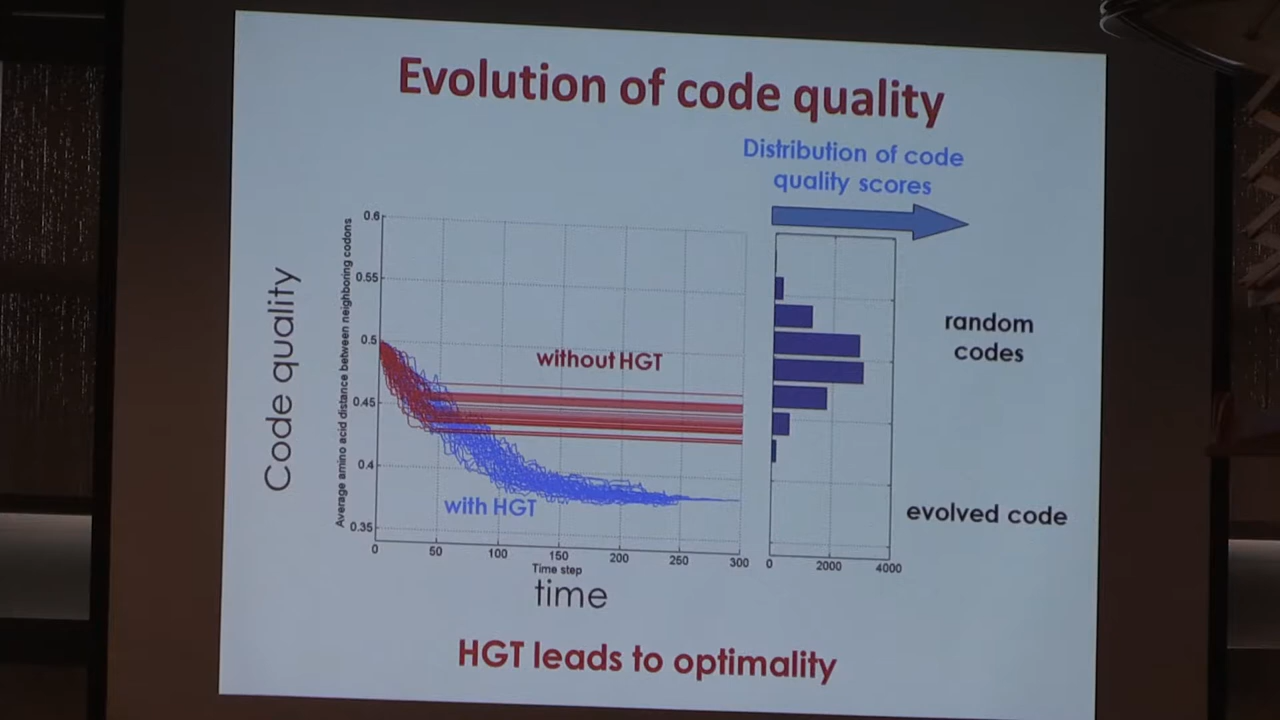 Evolution of code quality
Distribution of code
quality scores
Code quality
Average amino acid distance between neighboring codons
0.6
0.55
0.5
0.45
0.4
0.35
without HGT
with HGT
0 50 100 150 200 250 300
Time step
time
0 2000 4000
random
codes
evolved code
HGT leads to optimality